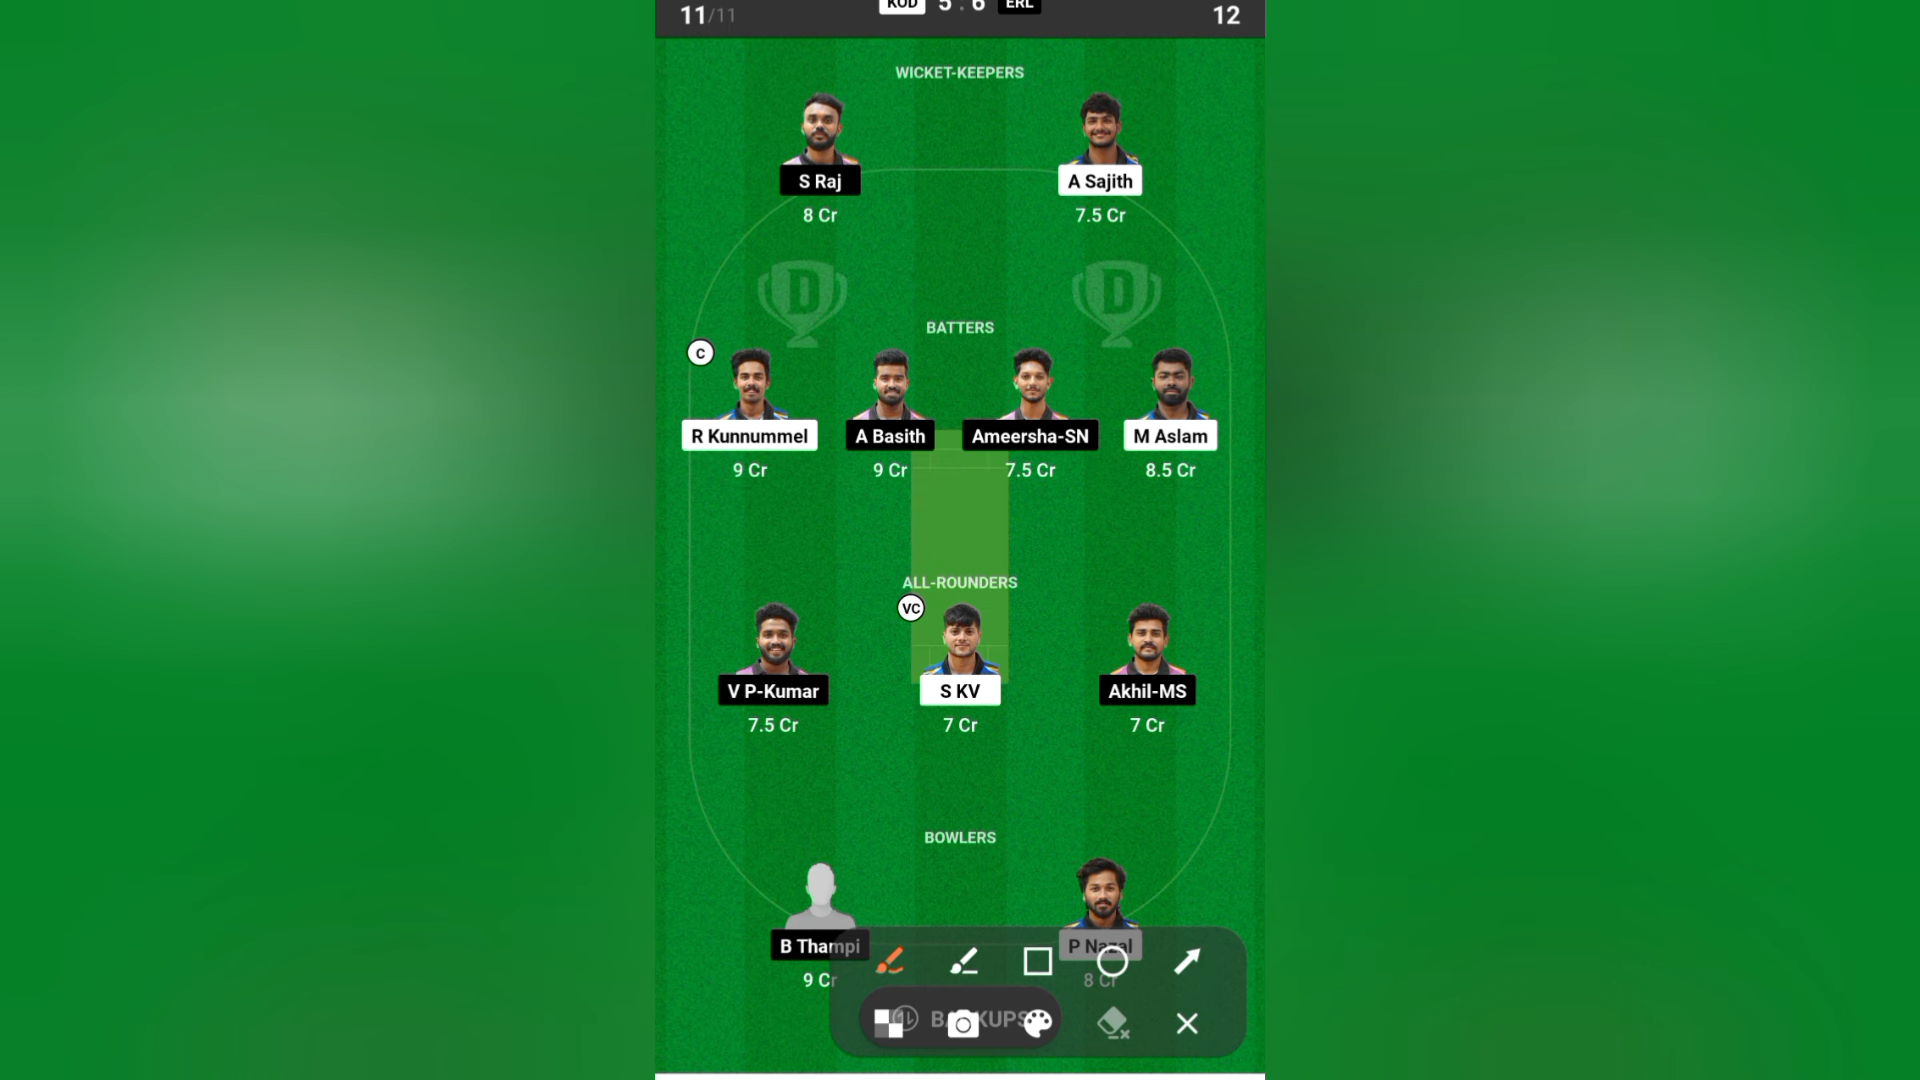 KOD 5 : 6 ERL
11/11 12
WICKET-KEEPERS
S Raj A Sajith
8 Cr 7.5 Cr
D D
BATTERS
C
R Kunnummel A Basith Ameersha-SN M Aslam
9 Cr 9 Cr 7.5 Cr 8.5 Cr
ALL-ROUNDERS
VC
V P-Kumar S KV Akhil-MS
7.5 Cr 7 Cr 7 Cr
BOWLERS
B Thampi P Nazal
9 Cr 8 Cr
BACKUPS